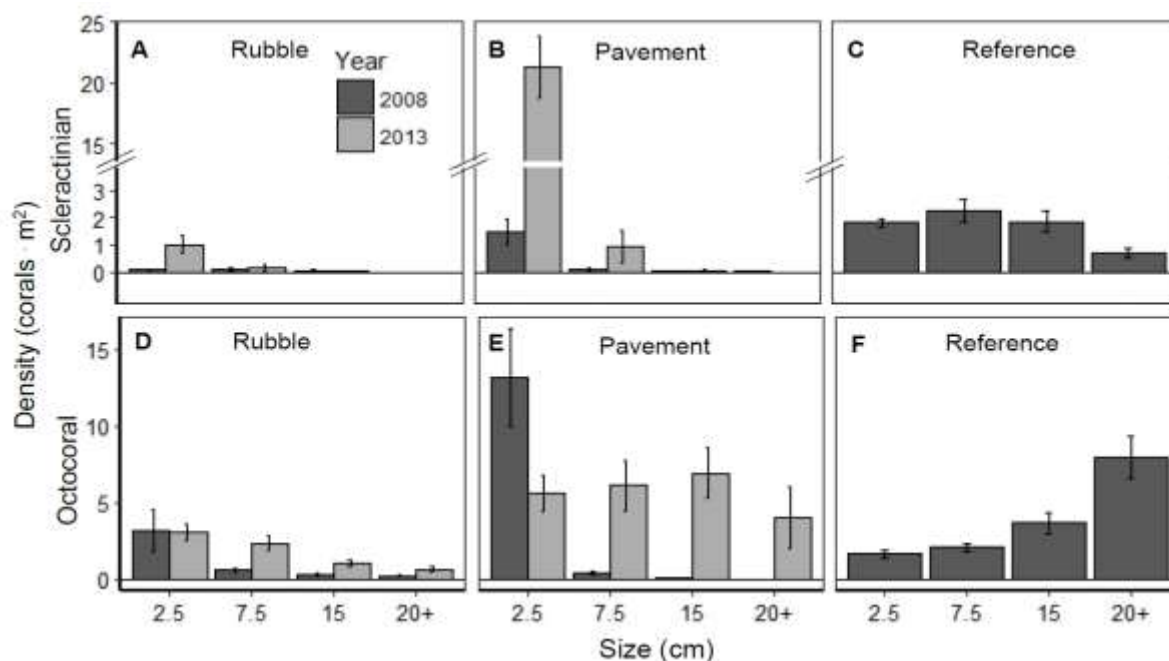 Density (corals · m²)
Scleractinian
Octocoral
25
20
15
3
2
1
0
A
Rubble
Year
2008
2013
B
Pavement
C
Reference
15
10
5
0
D
Rubble
E
Pavement
F
Reference
2.5 7.5 15 20+
2.5 7.5 15 20+
2.5 7.5 15 20+
Size (cm)